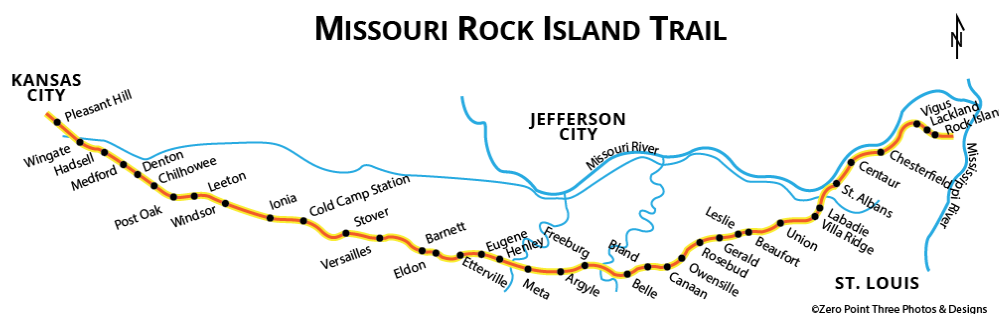 MISSOURI ROCK ISLAND TRAIL
N
KANSAS
CITY
Pleasant Hill
Wingate
Hadsell
Medford
Denton
Chilhowee
Post Oak
Leeton
Windsor
Ionia
Cold Camp Station
Stover
Versailles
Barnett
Eldon
Eugene
Henley
Etterville
Meta
Freeburg
Argyle
Bland
Belle
Canaan
Owensille
Rosebud
Gerald
Leslie
Beaufort
Union
Villa Ridge
Labadie
St. Albans
Centaur
Chesterfield
Vigus
Lackland
Rock Islan
JEFFERSON
CITY
Missouri River
Mississippi River
ST. LOUIS
©Zero Point Three Photos & Designs